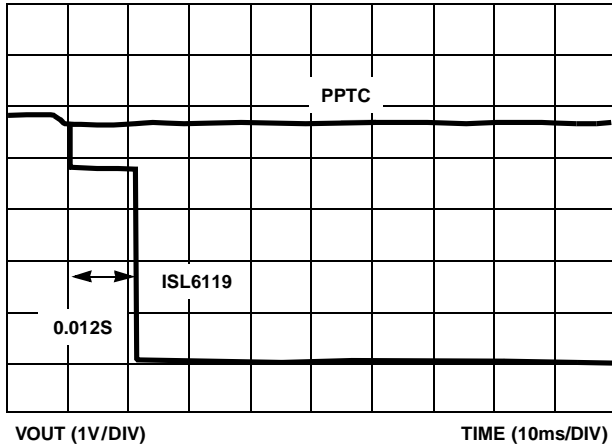 PPTC
ISL6119
0.012S
VOUT (1V/DIV)
TIME (10ms/DIV)